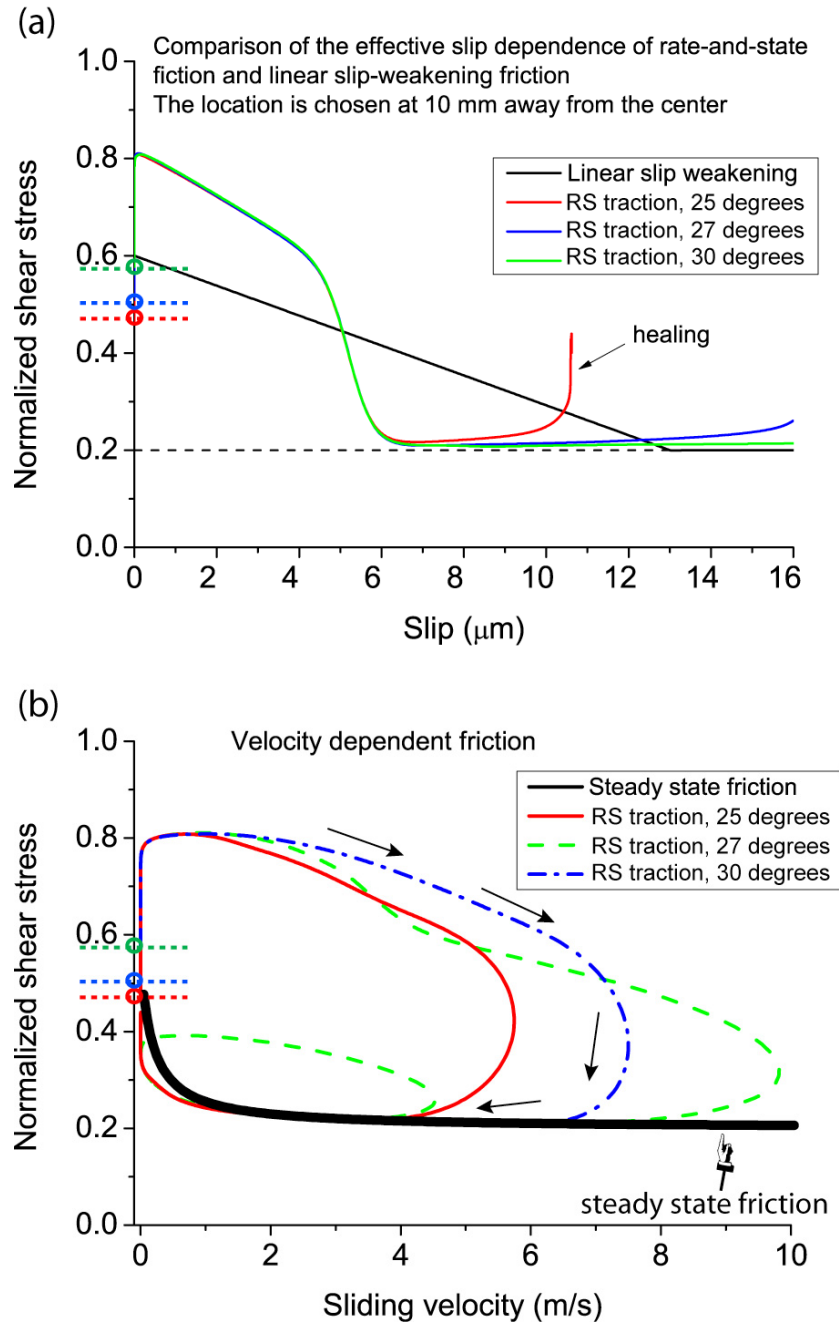 (a)
Comparison of the effective slip dependence of rate-and-state
fiction and linear slip-weakening friction
The location is chosen at 10 mm away from the center
Linear slip weakening
RS traction, 25 degrees
RS traction, 27 degrees
RS traction, 30 degrees
healing
Normalized shear stress
1.0
0.8
0.6
0.4
0.2
0.0
0 2 4 6 8 10 12 14 16
Slip (μm)
(b)
Velocity dependent friction
Steady state friction
RS traction, 25 degrees
RS traction, 27 degrees
RS traction, 30 degrees
Normalized shear stress
1.0
0.8
0.6
0.4
0.2
0.0
steady state friction
0 2 4 6 8 10
Sliding velocity (m/s)